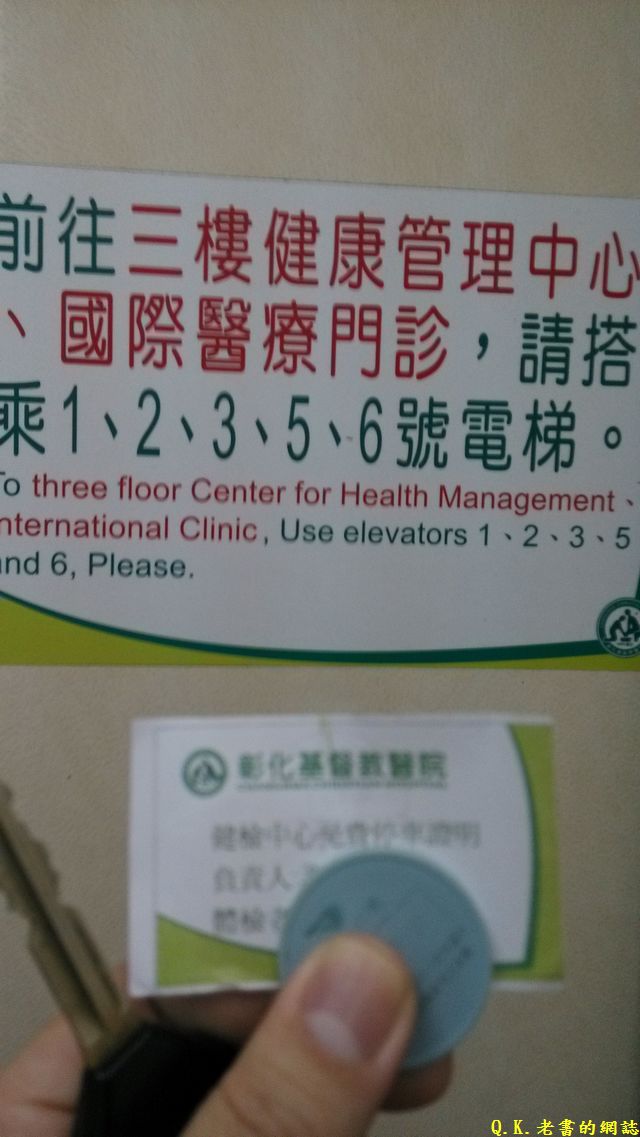 前往三樓健康管理中心
、國際醫療門診，請搭
乘1、2、3、5、6號電梯。
To three floor Center for Health Management、
International Clinic, Use elevators 1、2、3、5
and 6, Please.
彰化基督教醫院
健檢中心免費停車證明
負責人:
體檢
Q.K.老書的網誌